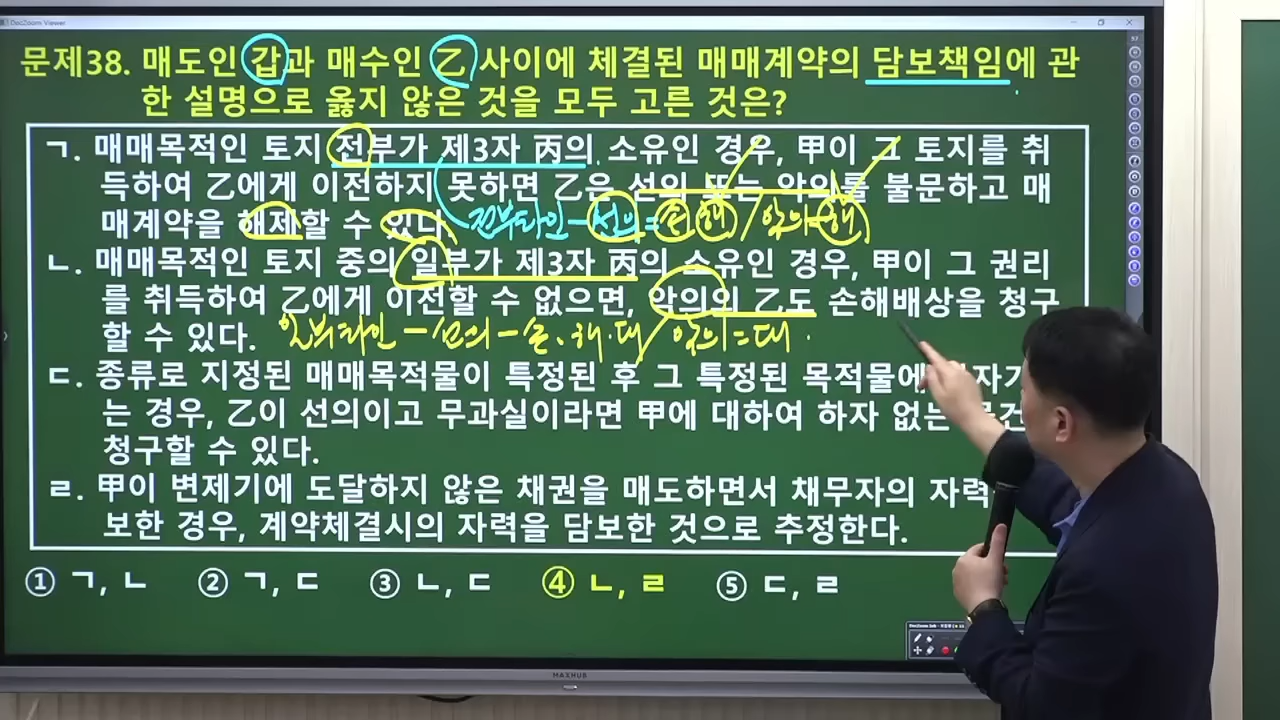 DocZoom Viewer
문제38. 매도인 갑과 매수인 乙 사이에 체결된 매매계약의 담보책임에 관
한 설명으로 옳지 않은 것을 모두 고른 것은?
ㄱ. 매매목적인 토지 전부가 제3자 丙의 소유인 경우, 甲이 그 토지를 취
득하여 乙에게 이전하지 못하면 乙은 선의 또는 악의를 불문하고 매
매계약을 해제할 수 있다
전부타인-선의=손 해/악의-해
ㄴ. 매매목적인 토지 중의 일부가 제3자 丙의 소유인 경우, 甲이 그 권리
를 취득하여 乙에게 이전할 수 없으면, 악의의 乙도 손해배상을 청구
할 수 있다.
일부타인-선의-손.해.대/악의=대
ㄷ. 종류로 지정된 매매목적물이 특정된 후 그 특정된 목적물에
는 경우, 乙이 선의이고 무과실이라면 甲에 대하여 하자 없는
청구할 수 있다.
ㄹ. 甲이 변제기에 도달하지 않은 채권을 매도하면서 채무자의 자력
보한 경우, 계약체결시의 자력을 담보한 것으로 추정한다.
① ㄱ, ㄴ ② ㄱ, ㄷ ③ ㄴ, ㄷ ④ ㄴ, ㄹ ⑤ ㄷ, ㄹ
MAXHUB